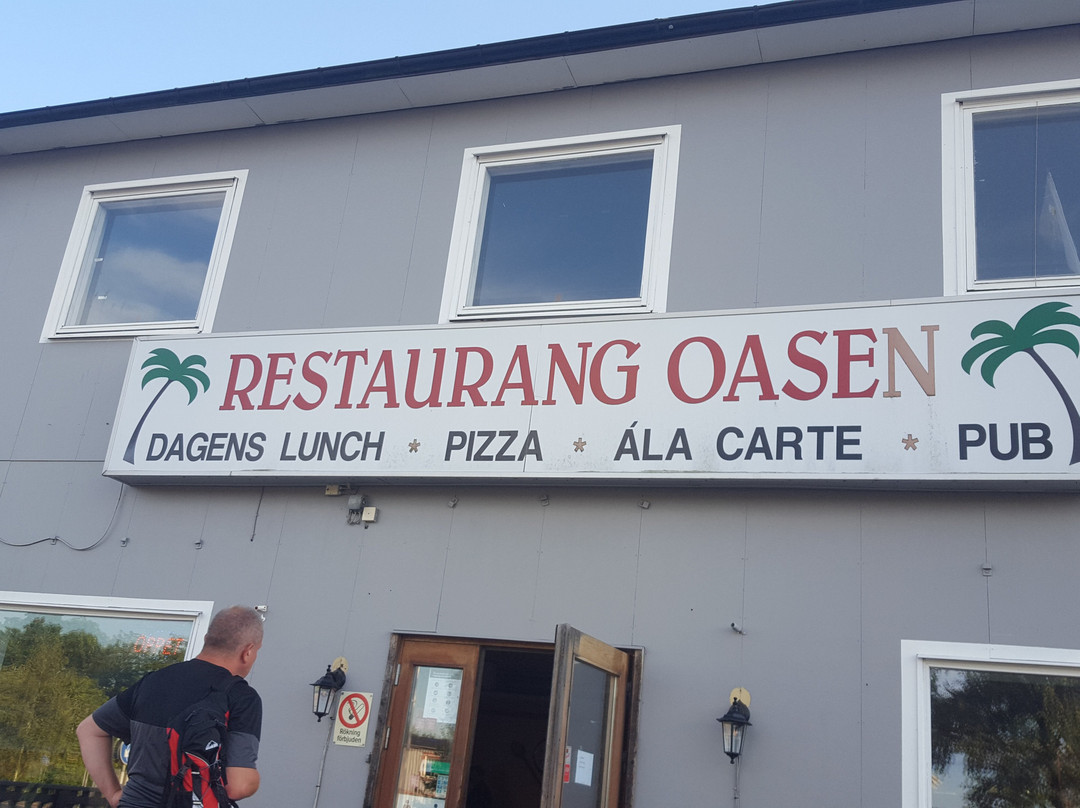 RESTAURANG OASEN
DAGENS LUNCH * PIZZA * ÁLA CARTE * PUB
Rökning
förbjuden